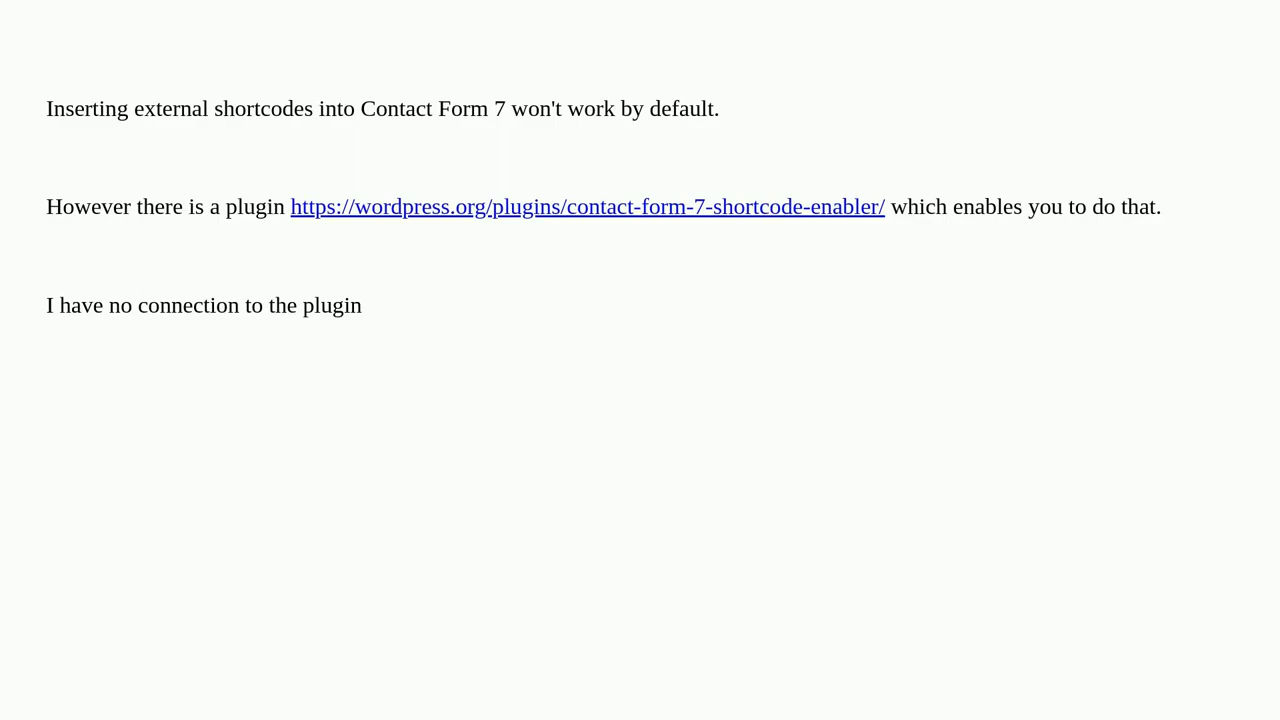 Inserting external shortcodes into Contact Form 7 won't work by default.
However there is a plugin https://wordpress.org/plugins/contact-form-7-shortcode-enabler/ which enables you to do that.
I have no connection to the plugin